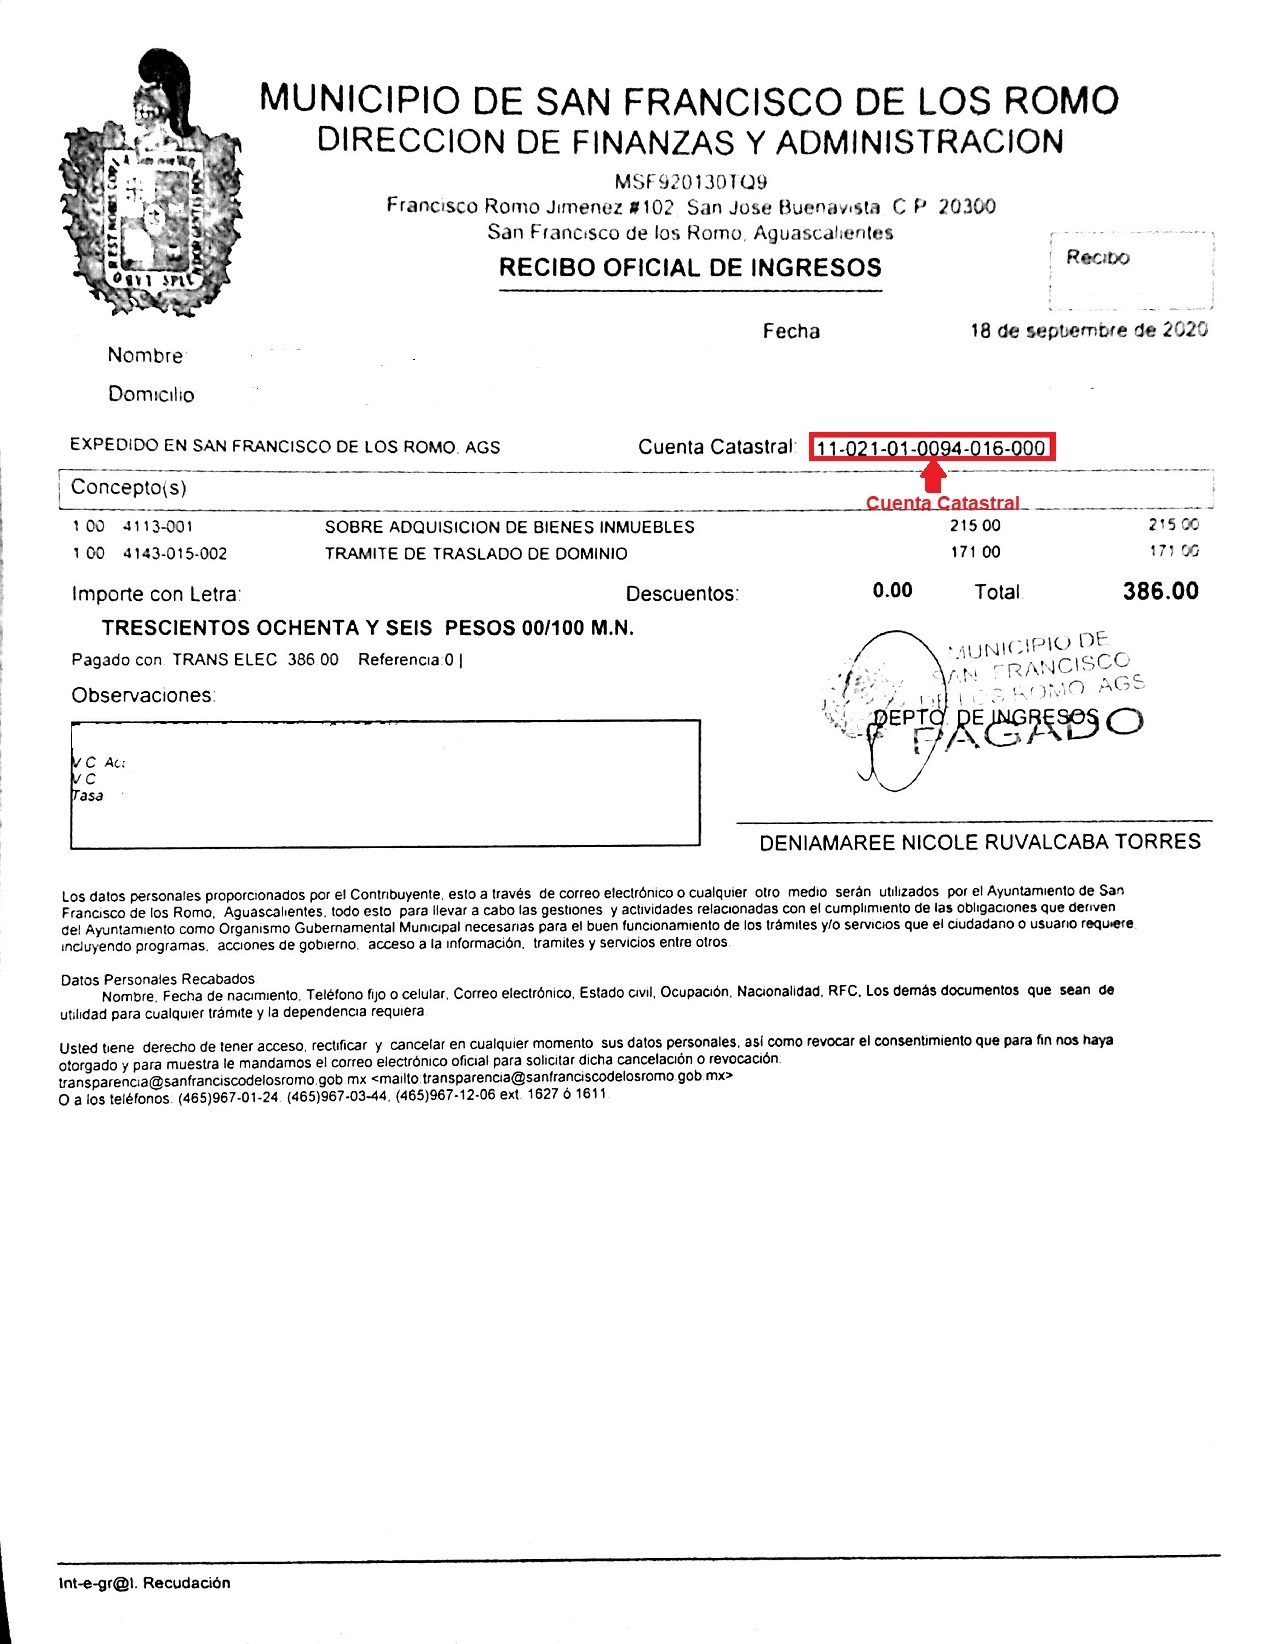 MUNICIPIO DE SAN FRANCISCO DE LOS ROMO
DIRECCION DE FINANZAS Y ADMINISTRACION
MSF920130TQ9
Francisco Romo Jimenez #102 San Jose Buenavista C P 20300
San Francisco de los Romo, Aguascalientes
RECIBO OFICIAL DE INGRESOS
Recibo
Fecha 18 de septiembre de 2020
Nombre
Domicilio
EXPEDIDO EN SAN FRANCISCO DE LOS ROMO. AGS Cuenta Catastral: 11-021-01-0094-016-000
Concepto(s)
Cuenta Catastral
1 00 4113-001 SOBRE ADQUISICION DE BIENES INMUEBLES 215 00 215 00
1 00 4143-015-002 TRAMITE DE TRASLADO DE DOMINIO 171 00 171 00
Importe con Letra: Descuentos: 0.00 Total 386.00
TRESCIENTOS OCHENTA Y SEIS PESOS 00/100 M.N.
Pagado con TRANS ELEC 386 00 Referencia:0 |
MUNICIPIO DE
SAN FRANCISCO
DE LOS ROMO AGS
DEPTO DE INGRESOS
PAGADO
Observaciones:
V C
V C
Tasa
DENIAMAREE NICOLE RUVALCABA TORRES
Los datos personales proporcionados por el Contribuyente, esto a través de correo electrónico o cualquier otro medio serán utilizados por el Ayuntamiento de San
Francisco de los Romo, Aguascalientes, todo esto para llevar a cabo las gestiones y actividades relacionadas con el cumplimiento de las obligaciones que deriven
del Ayuntamiento como Organismo Gubernamental Municipal necesarias para el buen funcionamiento de los trámites y/o servicios que el ciudadano o usuario requiere
incluyendo programas, acciones de gobierno, acceso a la información, tramites y servicios entre otros.
Datos Personales Recabados
Nombre, Fecha de nacimiento, Teléfono fijo o celular, Correo electrónico, Estado civil, Ocupación, Nacionalidad, RFC, Los demás documentos que sean de
utilidad para cualquier trámite y la dependencia requiera
Usted tiene derecho de tener acceso, rectificar y cancelar en cualquier momento sus datos personales, así como revocar el consentimiento que para fin nos haya
otorgado y para muestra le mandamos el correo electrónico oficial para solicitar dicha cancelación o revocación.
transparencia@sanfranciscodelosromo.gob.mx <mailto:transparencia@sanfranciscodelosromo.gob.mx>
O a los teléfonos. (465)967-01-24. (465)967-03-44, (465)967-12-06 ext. 1627 ó 1611
Int-e-gr@l. Recudación